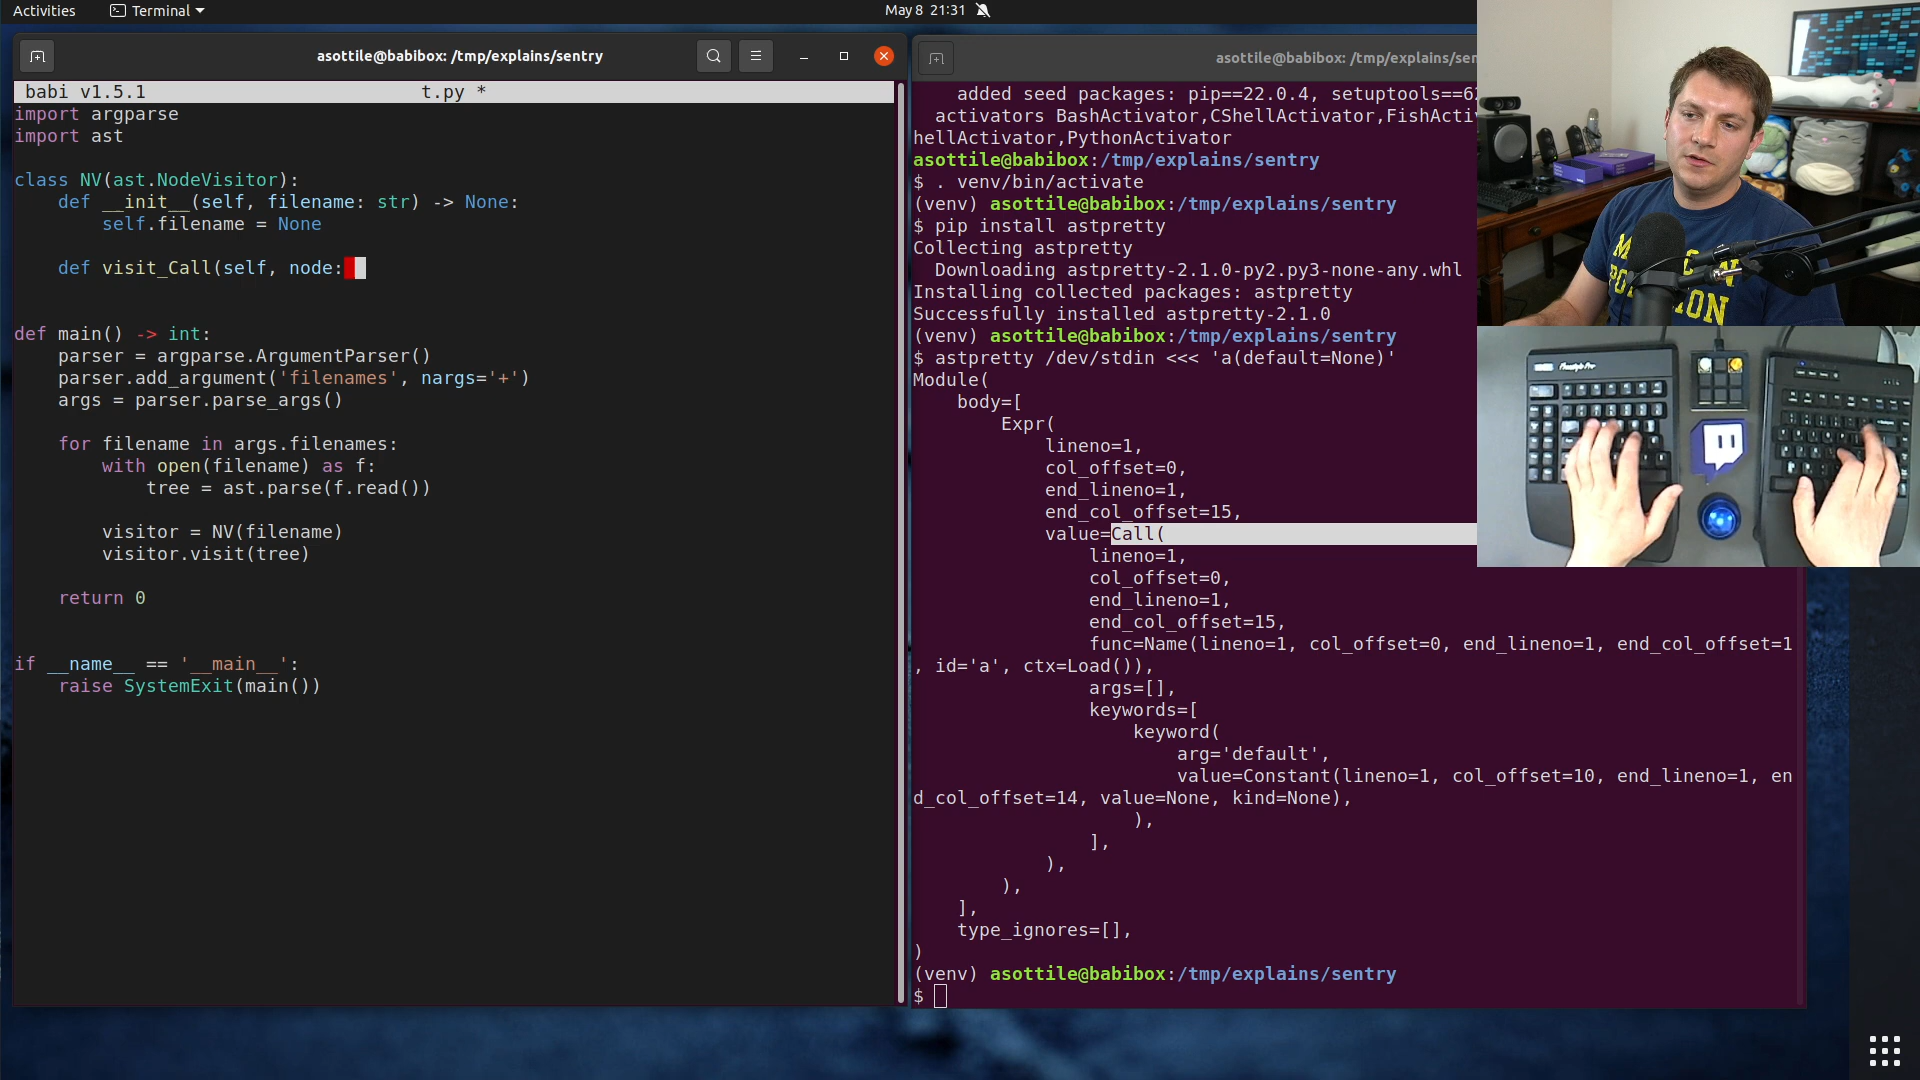 Activities
Terminal
May 8 21:31
asottile@babibox: /tmp/explains/sentry
babi v1.5.1 t.py *
import argparse
import ast
class NV(ast.NodeVisitor):
    def __init__(self, filename: str) -> None:
        self.filename = None
    def visit_Call(self, node:
def main() -> int:
    parser = argparse.ArgumentParser()
    parser.add_argument('filenames', nargs='+')
    args = parser.parse_args()
    for filename in args.filenames:
        with open(filename) as f:
            tree = ast.parse(f.read())
        visitor = NV(filename)
        visitor.visit(tree)
    return 0
if __name__ == '__main__':
    raise SystemExit(main())
asottile@babibox: /tmp/explains/sen
    added seed packages: pip==22.0.4, setuptools==62
  activators BashActivator,CShellActivator,FishActiv
hellActivator,PythonActivator
asottile@babibox:/tmp/explains/sentry
$ . venv/bin/activate
(venv) asottile@babibox:/tmp/explains/sentry
$ pip install astpretty
Collecting astpretty
  Downloading astpretty-2.1.0-py2.py3-none-any.whl
Installing collected packages: astpretty
Successfully installed astpretty-2.1.0
(venv) asottile@babibox:/tmp/explains/sentry
$ astpretty /dev/stdin <<< 'a(default=None)'
Module(
    body=[
        Expr(
            lineno=1,
            col_offset=0,
            end_lineno=1,
            end_col_offset=15,
            value=Call(
                lineno=1,
                col_offset=0,
                end_lineno=1,
                end_col_offset=15,
                func=Name(lineno=1, col_offset=0, end_lineno=1, end_col_offset=1
, id='a', ctx=Load()),
                args=[],
                keywords=[
                    keyword(
                        arg='default',
                        value=Constant(lineno=1, col_offset=10, end_lineno=1, en
d_col_offset=14, value=None, kind=None),
                    ),
                ],
            ),
        ),
    ],
    type_ignores=[],
)
(venv) asottile@babibox:/tmp/explains/sentry
$